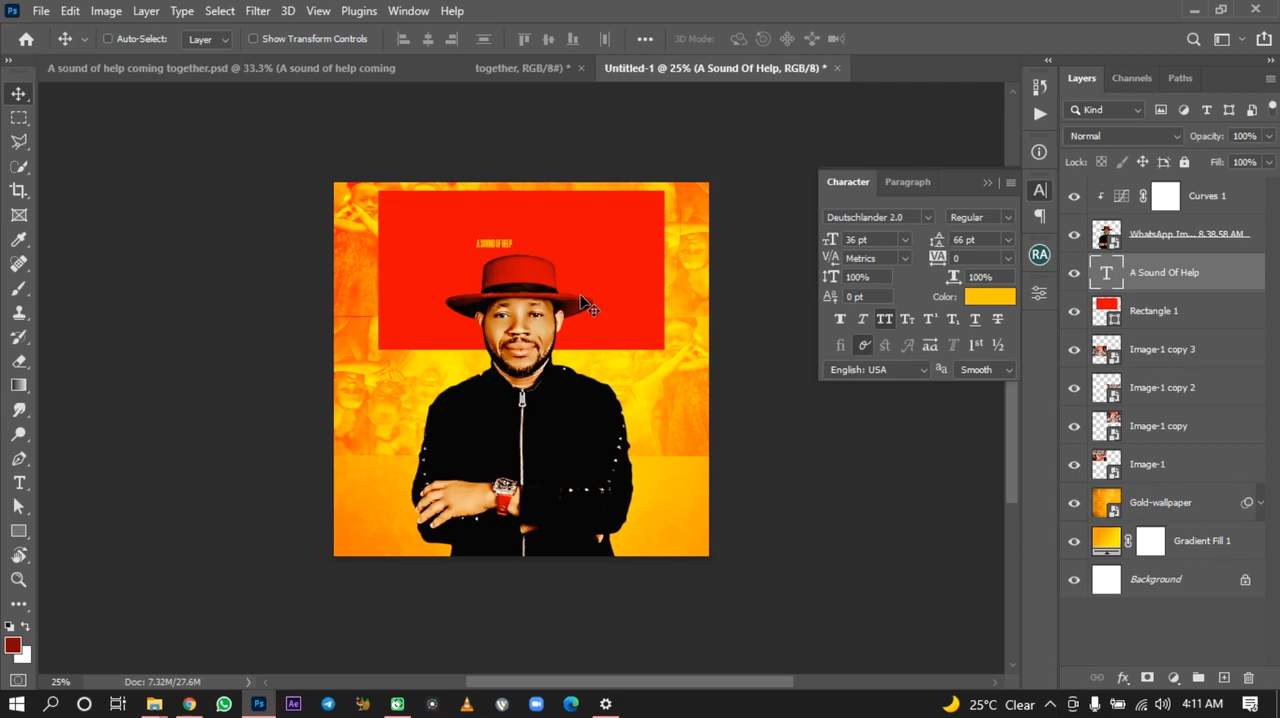 Ps File Edit Image Layer Type Select Filter 3D View Plugins Window Help
Auto-Select: Layer Show Transform Controls 3D Mode:
A sound of help coming together.psd @ 33.3% (A sound of help coming together, RGB/8#) * Untitled-1 @ 25% (A Sound Of Help, RGB/8) *
Layers Channels Paths
Kind
Normal Opacity: 100%
Lock: Fill: 100%
Character Paragraph
Deutschlander 2.0 Regular
36 pt 66 pt
Metrics 0
100% 100%
0 pt Color:
English: USA Smooth
A SOUND OF HELP
Curves 1
WhatsApp Im... 8.38.58 AM
A Sound Of Help
Rectangle 1
Image-1 copy 3
Image-1 copy 2
Image-1 copy
Image-1
Gold-wallpaper
Gradient Fill 1
Background
RA
25% Doc: 7.32M/27.6M
Ps Ae 25°C Clear 4:11 AM